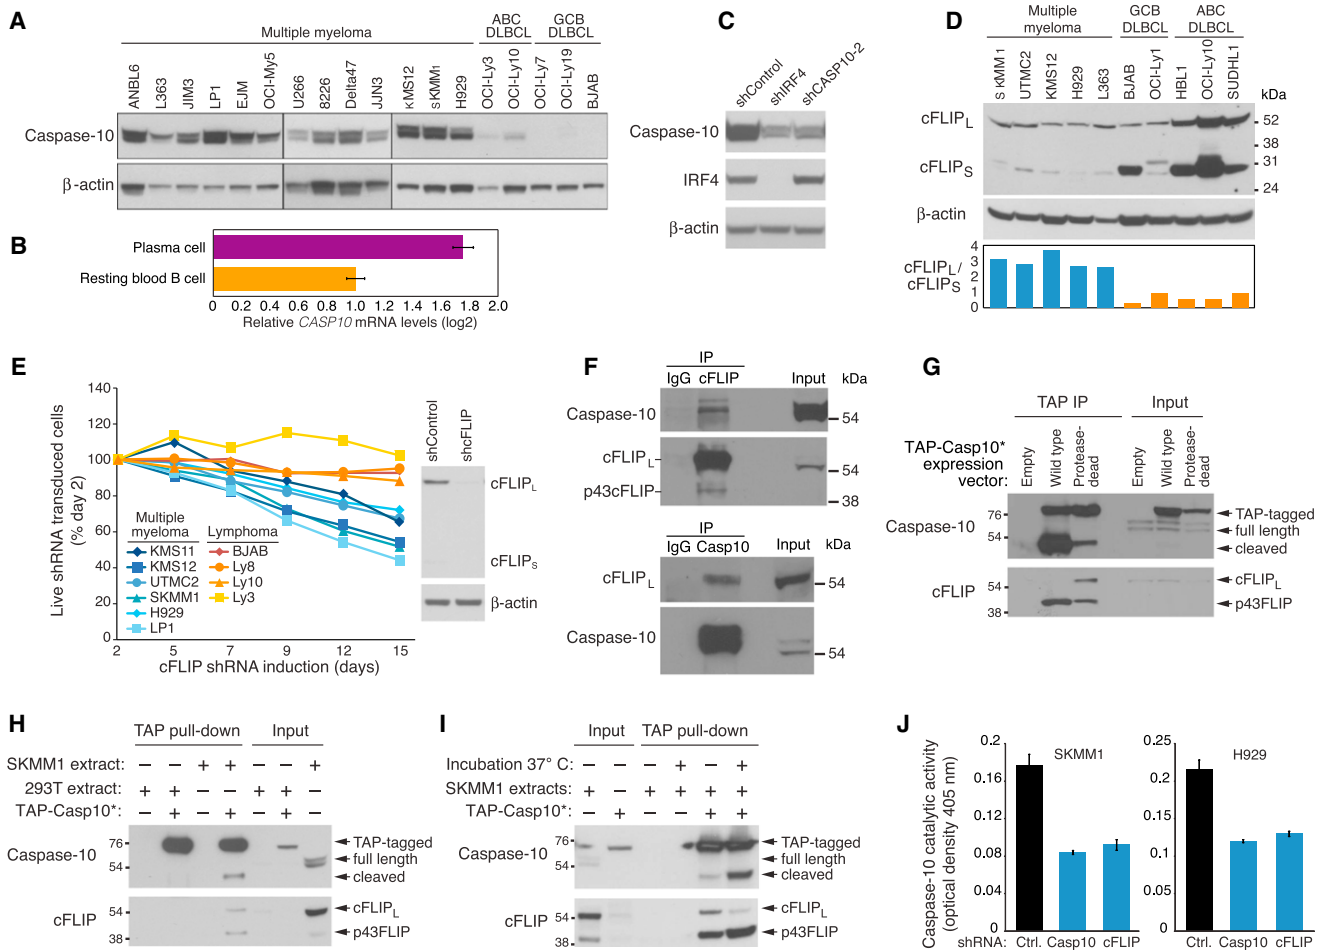 A
Multiple myeloma
ABC DLBCL
GCB DLBCL
ANBL6 L363 JIM3 LP1 EJM OCI-My5 U266 8226 Delta47 JJN3 KMS12 sKMM1 H929 OCI-Ly3 OCI-Ly10 OCI-Ly7 OCI-Ly19 BJAB
Caspase-10
β-actin
B
Plasma cell
Resting blood B cell
0 0.2 0.4 0.6 0.8 1.0 1.2 1.4 1.6 1.8 2.0
Relative CASP10 mRNA levels (log2)
C
shControl shIRF4 shCASP10-2
Caspase-10
IRF4
β-actin
D
Multiple myeloma
GCB DLBCL
ABC DLBCL
s KMM 1 UTMC2 KMS12 H929 L363 BJAB OCI-Ly1 HBL1 OCI-Ly10 SUDHL1
kDa
cFLIPL
52
38
cFLIPS
31
24
β-actin
cFLIPL/
cFLIPS
4
3
2
1
0
E
Live shRNA transduced cells
(% day 2)
140
120
100
80
60
40
20
0
Multiple myeloma
Lymphoma
KMS11 BJAB
KMS12 Ly8
UTMC2 Ly10
SKMM1 Ly3
H929
LP1
2 5 7 9 12 15
cFLIP shRNA induction (days)
shControl shcFLIP
cFLIPL
cFLIPS
β-actin
F
IP
IgG cFLIP Input kDa
Caspase-10 54
cFLIPL 54
p43cFLIP 38
IP
IgG Casp10 Input kDa
cFLIPL 54
Caspase-10 54
G
TAP IP Input
TAP-Casp10*
expression
vector:
Empty Wild type Protease-dead Empty Wild type Protease-dead
Caspase-10
76
54
TAP-tagged
full length
cleaved
cFLIP
54
38
cFLIPL
p43FLIP
H
TAP pull-down Input
SKMM1 extract: – – + + – – +
293T extract: + + – – + + –
TAP-Casp10*: – + – + – + –
Caspase-10
76
54
TAP-tagged
full length
cleaved
cFLIP
54
38
cFLIPL
p43FLIP
I
Input TAP pull-down
Incubation 37° C: – – – + – +
SKMM1 extracts: + – + + + +
TAP-Casp10*: – + – – + +
Caspase-10
76
54
TAP-tagged
full length
cleaved
cFLIP
54
38
cFLIPL
p43FLIP
J
Caspase-10 catalytic activity
(optical density 405 nm)
SKMM1
0.2
0.16
0.12
0.08
0.04
0
H929
0.25
0.2
0.15
0.1
0.05
0
shRNA: Ctrl. Casp10 cFLIP Ctrl. Casp10 cFLIP